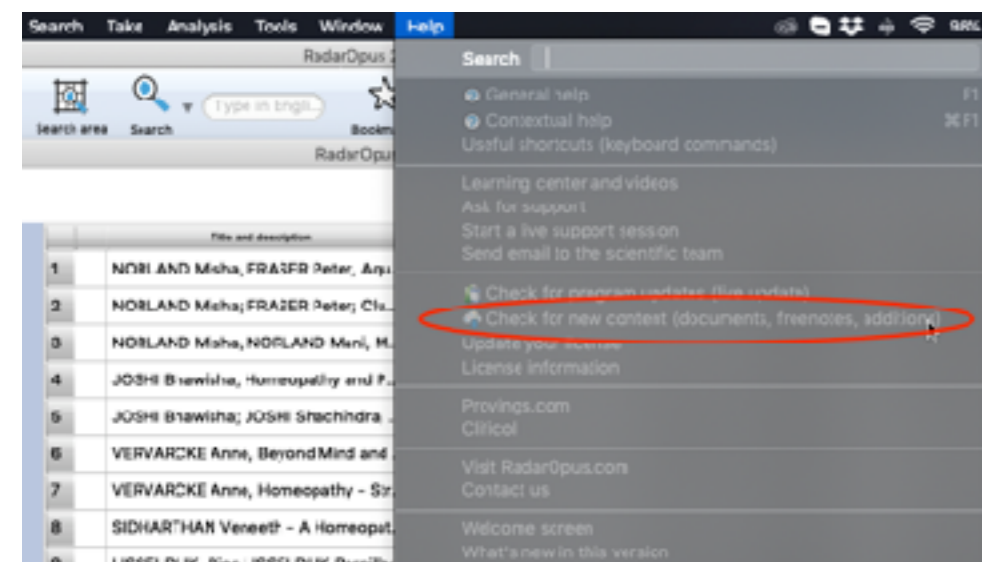 Search Take Analysis Tools Window Help 98%
RadarOpus
Type in Engli...
Search area Search Bookm
RadarOpus
Title and description
1 NORLAND Misha, FRASER Peter, Aqu..
2 NORLAND Misha; FRASER Peter; Cla...
3 NORLAND Misha, NORLAND Mani, M..
4 JOSHI Bhawisha, Homeopathy and P..
5 JOSHI Bhawisha; JOSHI Shachindra ..
6 VERVARCKE Anne, Beyond Mind and .
7 VERVARCKE Anne, Homeopathy - Str.
8 SIDHARTHAN Veneeth - A Homeopat.
Search
General help F1
Contextual help ⌘F1
Useful shortcuts (keyboard commands)
Learning center and videos
Ask for support
Start a live support session
Send email to the scientific team
Check for program updates (live update)
Check for new content (documents, freenotes, additions)
Update your license
License information
Provings.com
Clificol
Visit RadarOpus.com
Contact us
Welcome screen
What's new in this version